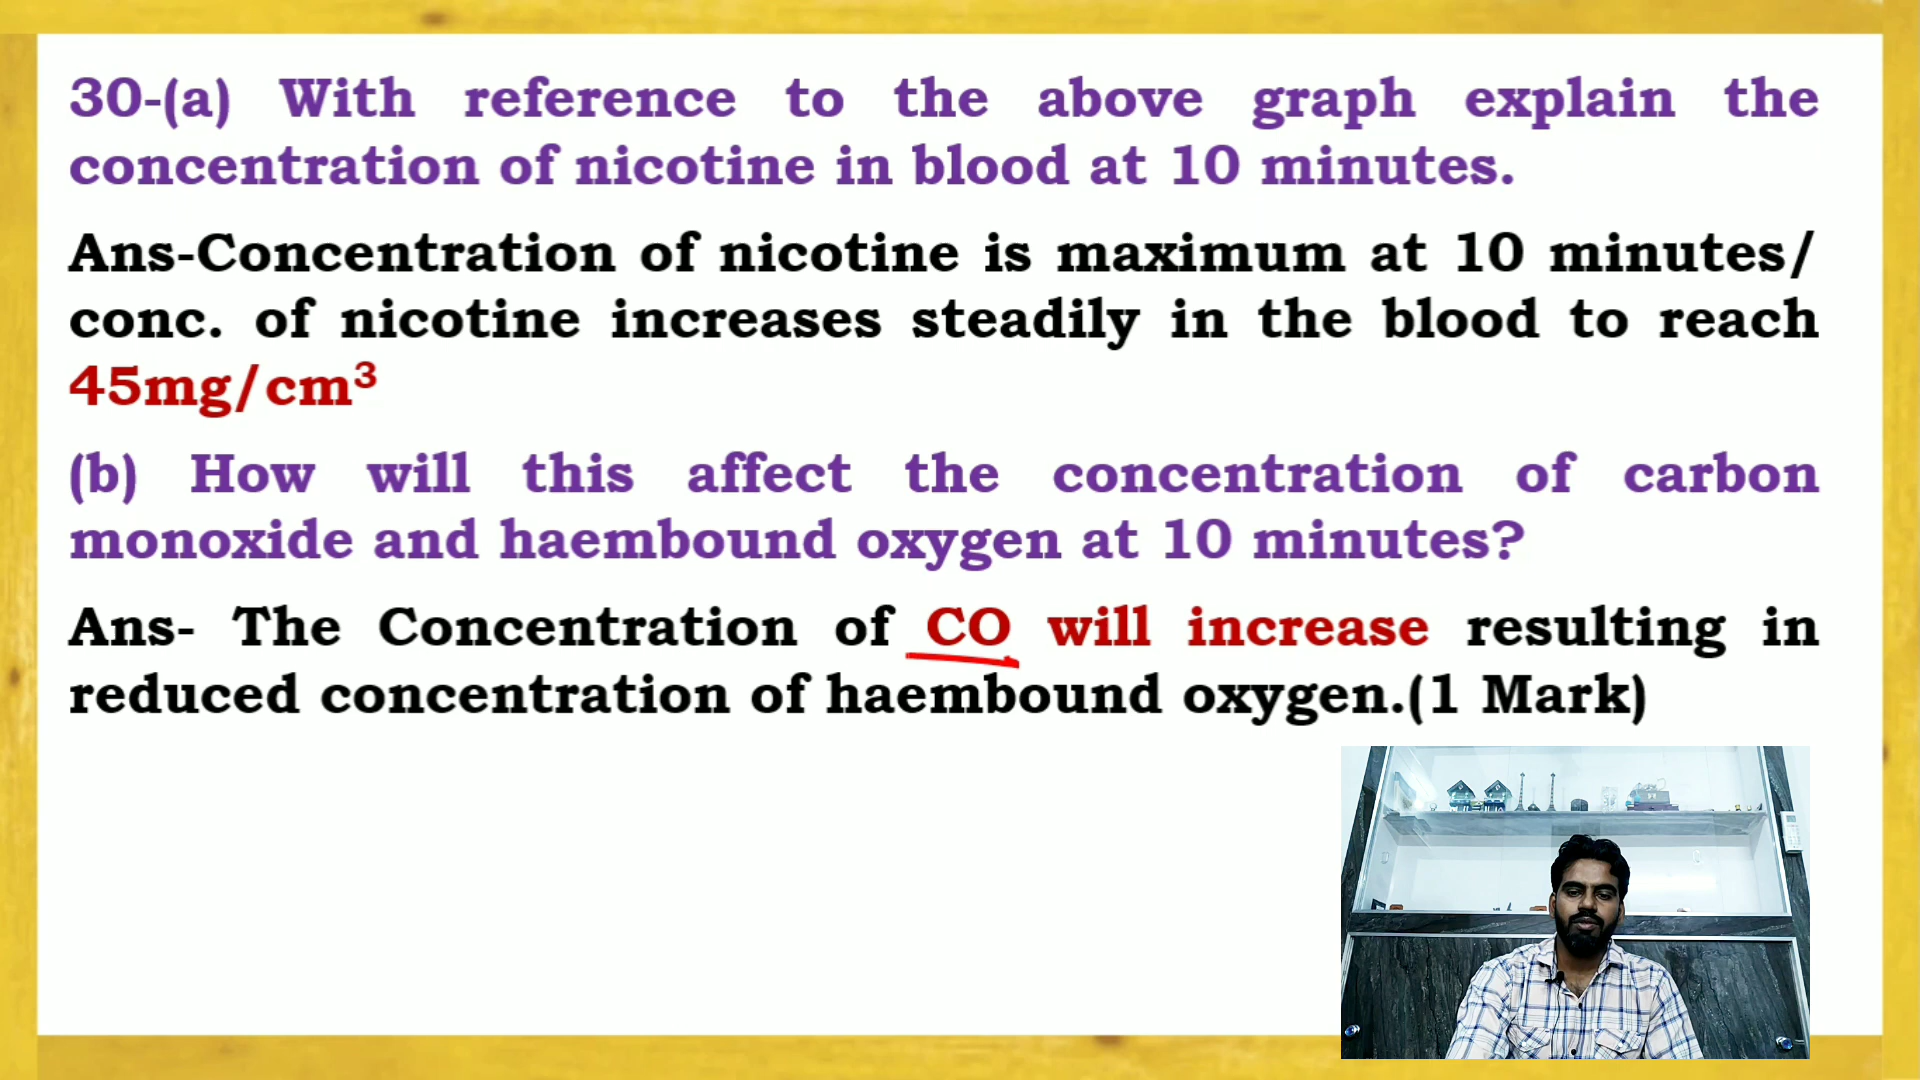 30-(a) With reference to the above graph explain the
concentration of nicotine in blood at 10 minutes.
Ans-Concentration of nicotine is maximum at 10 minutes/
conc. of nicotine increases steadily in the blood to reach
45mg/cm³
(b) How will this affect the concentration of carbon
monoxide and haembound oxygen at 10 minutes?
Ans- The Concentration of CO will increase resulting in
reduced concentration of haembound oxygen.(1 Mark)